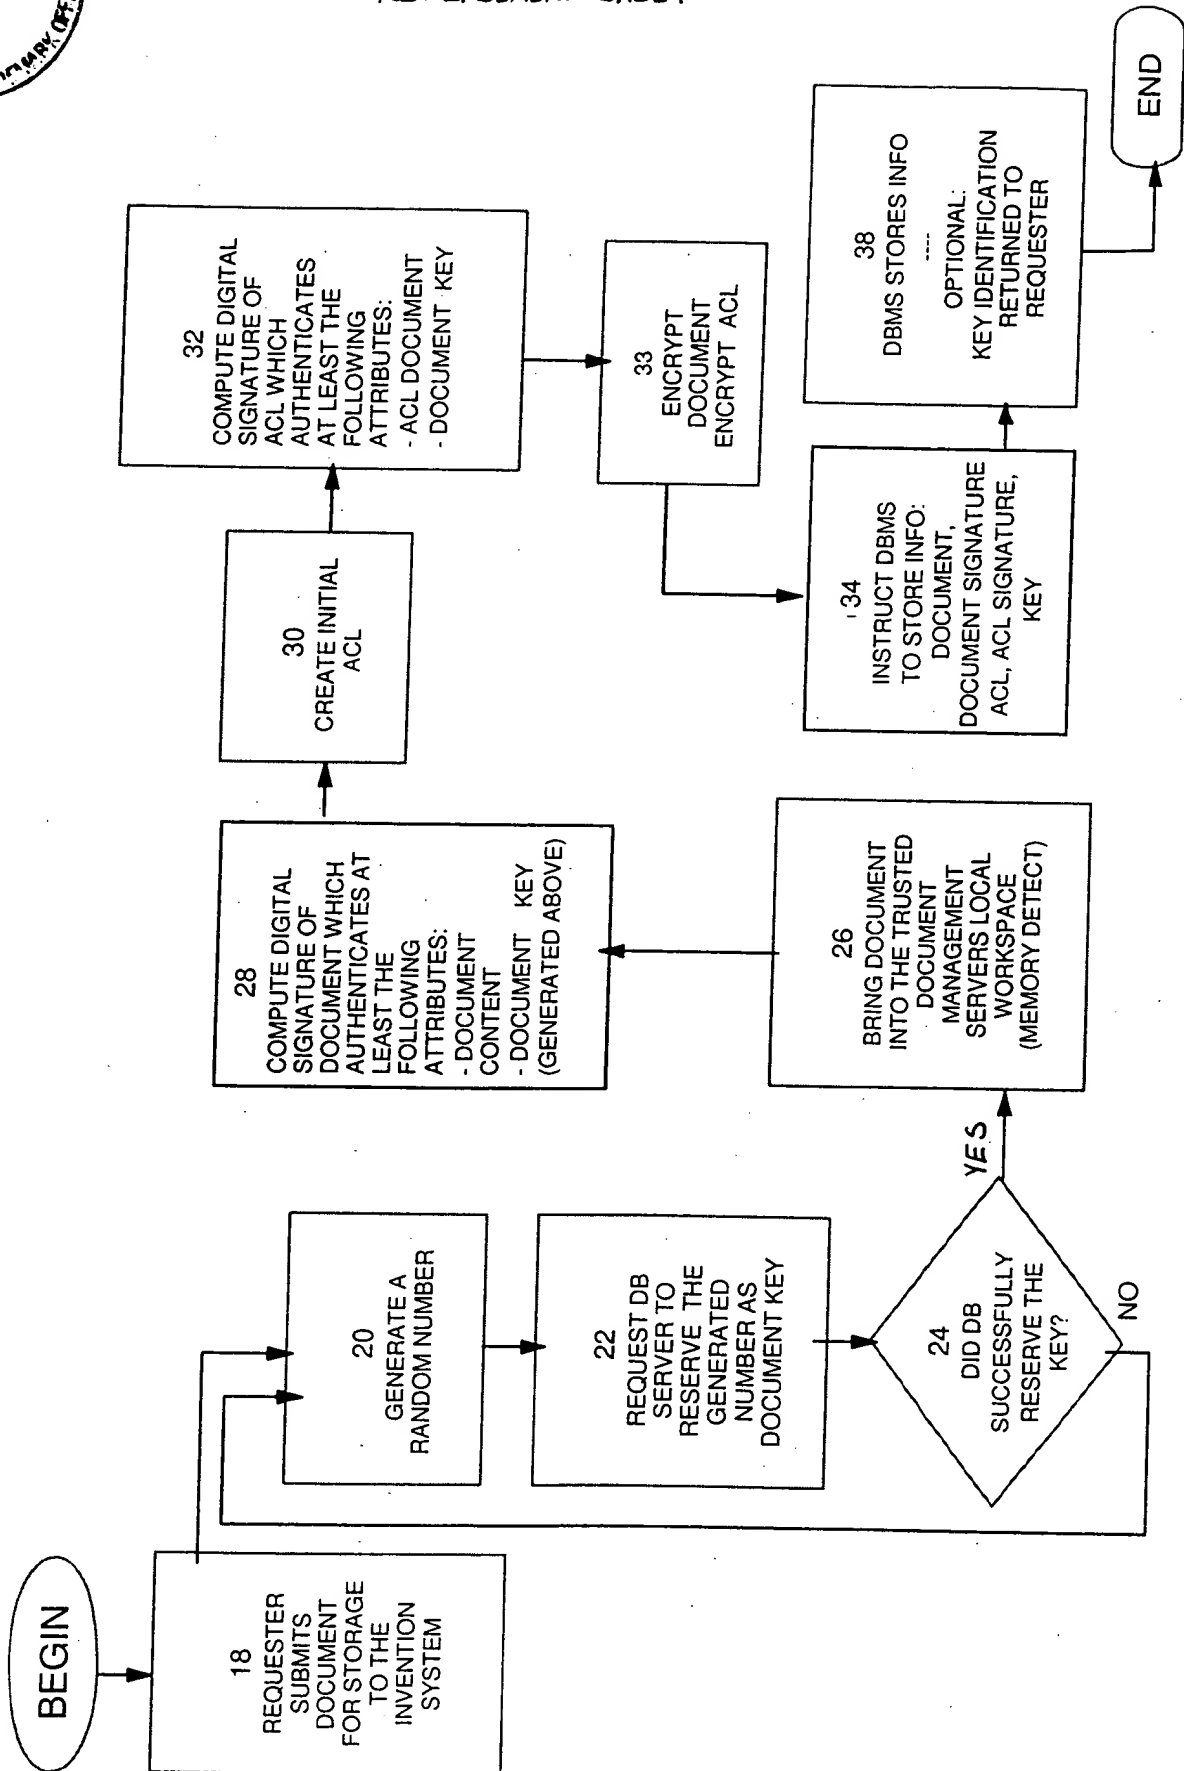 BEGIN
18
REQUESTER
SUBMITS
DOCUMENT
FOR STORAGE
TO THE
INVENTION
SYSTEM
20
GENERATE A
RANDOM NUMBER
22
REQUEST DB
SERVER TO
RESERVE THE
GENERATED
NUMBER AS
DOCUMENT KEY
24
DID DB
SUCCESSFULLY
RESERVE THE
KEY?
NO
YES
26
BRING DOCUMENT
INTO THE TRUSTED
DOCUMENT
MANAGEMENT
SERVERS LOCAL
WORKSPACE
(MEMORY DETECT)
28
COMPUTE DIGITAL
SIGNATURE OF
DOCUMENT WHICH
AUTHENTICATES AT
LEAST THE
FOLLOWING
ATTRIBUTES:
- DOCUMENT
CONTENT
- DOCUMENT KEY
(GENERATED ABOVE)
30
CREATE INITIAL
ACL
32
COMPUTE DIGITAL
SIGNATURE OF
ACL WHICH
AUTHENTICATES
AT LEAST THE
FOLLOWING
ATTRIBUTES:
- ACL DOCUMENT
- DOCUMENT KEY
33
ENCRYPT
DOCUMENT
ENCRYPT ACL
34
INSTRUCT DBMS
TO STORE INFO:
DOCUMENT,
DOCUMENT SIGNATURE
ACL, ACL SIGNATURE,
KEY
38
DBMS STORES INFO
----
OPTIONAL:
KEY IDENTIFICATION
RETURNED TO
REQUESTER
END